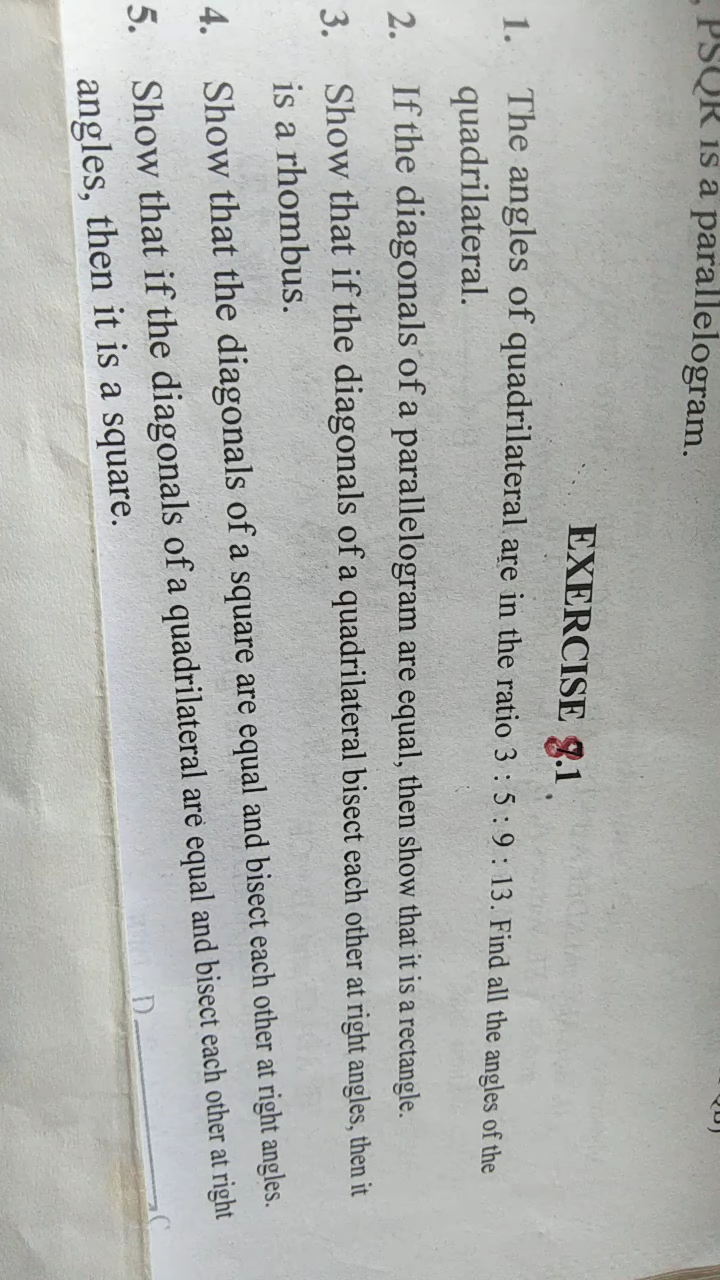 PSQR is a parallelogram.
EXERCISE 8.1
1. The angles of quadrilateral are in the ratio 3 : 5 : 9 : 13. Find all the angles of the
quadrilateral.
2. If the diagonals of a parallelogram are equal, then show that it is a rectangle.
3. Show that if the diagonals of a quadrilateral bisect each other at right angles, then it
is a rhombus.
4. Show that the diagonals of a square are equal and bisect each other at right angles.
5. Show that if the diagonals of a quadrilateral are equal and bisect each other at right
angles, then it is a square.
D C